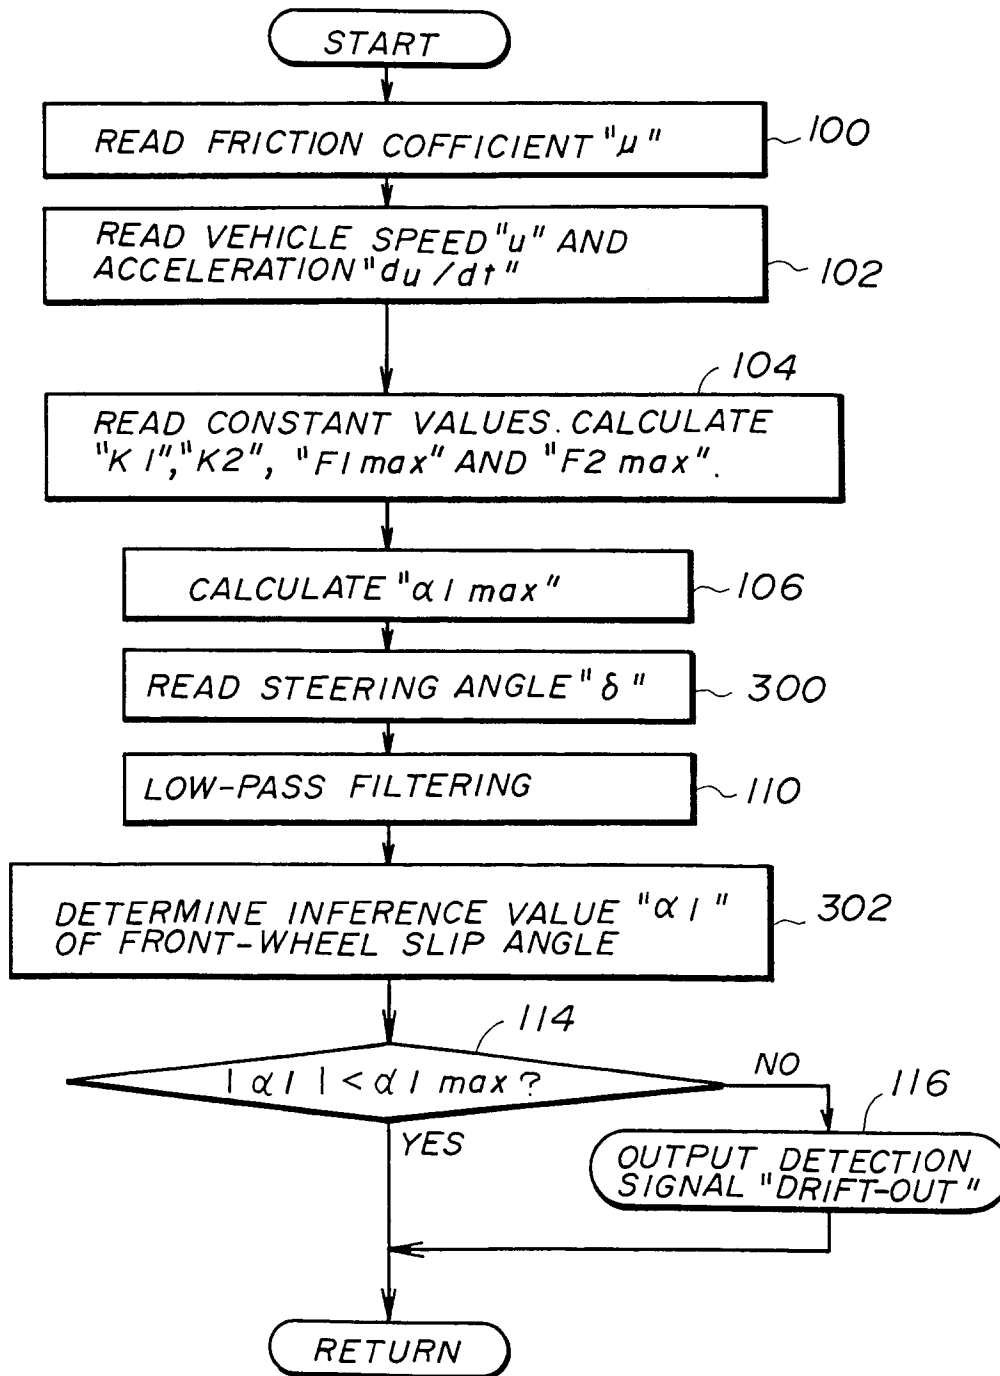 START
READ FRICTION COFFICIENT "μ"
100
READ VEHICLE SPEED "u" AND
ACCELERATION "du/dt"
102
104
READ CONSTANT VALUES. CALCULATE
"K1", "K2", "F1max" AND "F2 max".
CALCULATE "α1 max"
106
READ STEERING ANGLE "δ"
300
LOW-PASS FILTERING
110
DETERMINE INFERENCE VALUE "α1"
OF FRONT-WHEEL SLIP ANGLE
302
114
|α1| < α1 max?
NO
YES
116
OUTPUT DETECTION
SIGNAL "DRIFT-OUT"
RETURN